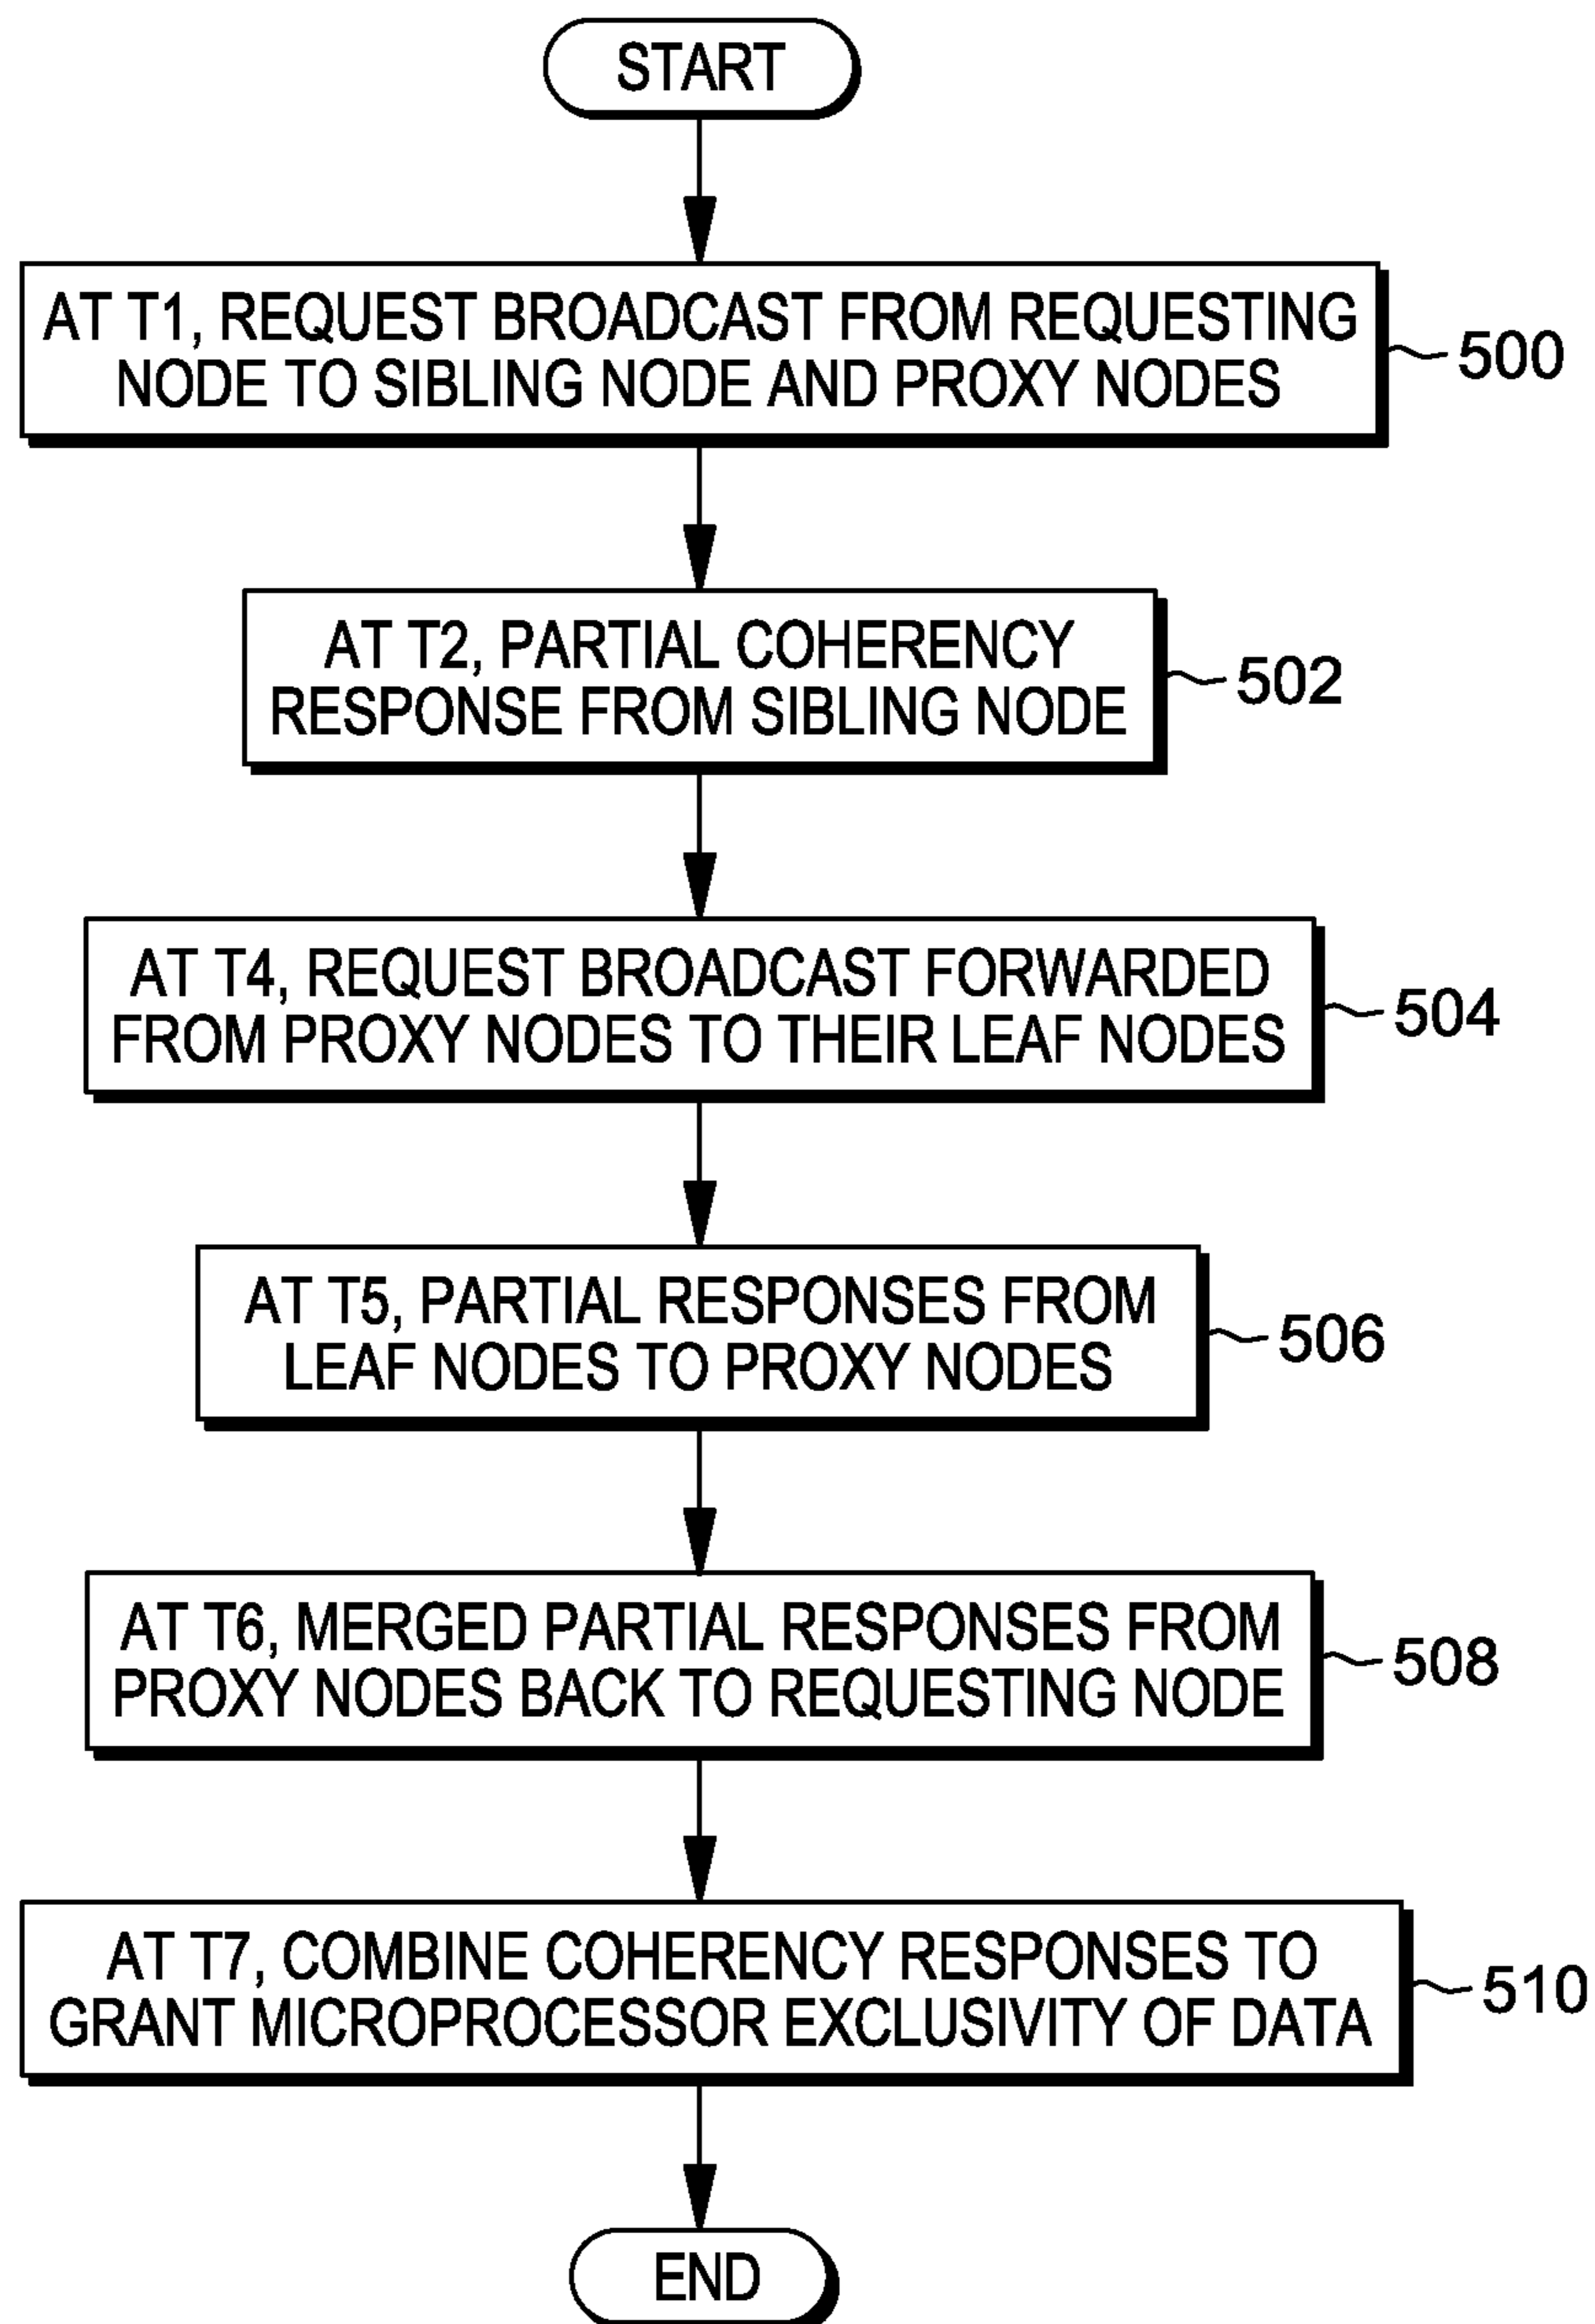 START
AT T1, REQUEST BROADCAST FROM REQUESTING
NODE TO SIBLING NODE AND PROXY NODES
500
AT T2, PARTIAL COHERENCY
RESPONSE FROM SIBLING NODE
502
AT T4, REQUEST BROADCAST FORWARDED
FROM PROXY NODES TO THEIR LEAF NODES
504
AT T5, PARTIAL RESPONSES FROM
LEAF NODES TO PROXY NODES
506
AT T6, MERGED PARTIAL RESPONSES FROM
PROXY NODES BACK TO REQUESTING NODE
508
AT T7, COMBINE COHERENCY RESPONSES TO
GRANT MICROPROCESSOR EXCLUSIVITY OF DATA
510
END